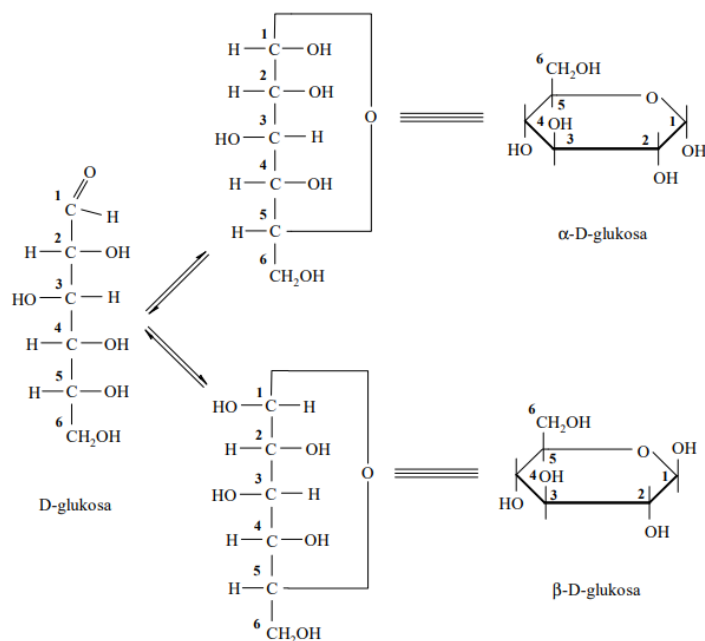 O
1
C H
2
H—C—OH
3
HO—C—H
4
H—C—OH
5
H—C—OH
6
CH₂OH
D-glukosa
1
H—C—OH
2
H—C—OH
3
HO—C—H
O
4
H—C—OH
5
H—C
6
CH₂OH
6
CH₂OH
5 O
4 OH 1
HO 3 2 OH
OH
α-D-glukosa
1
HO—C—H
2
H—C—OH
3
O
HO—C—H
4
H—C—OH
5
H—C
6
CH₂OH
6
CH₂OH
5 O OH
4 OH 1
HO 3 2
OH
β-D-glukosa